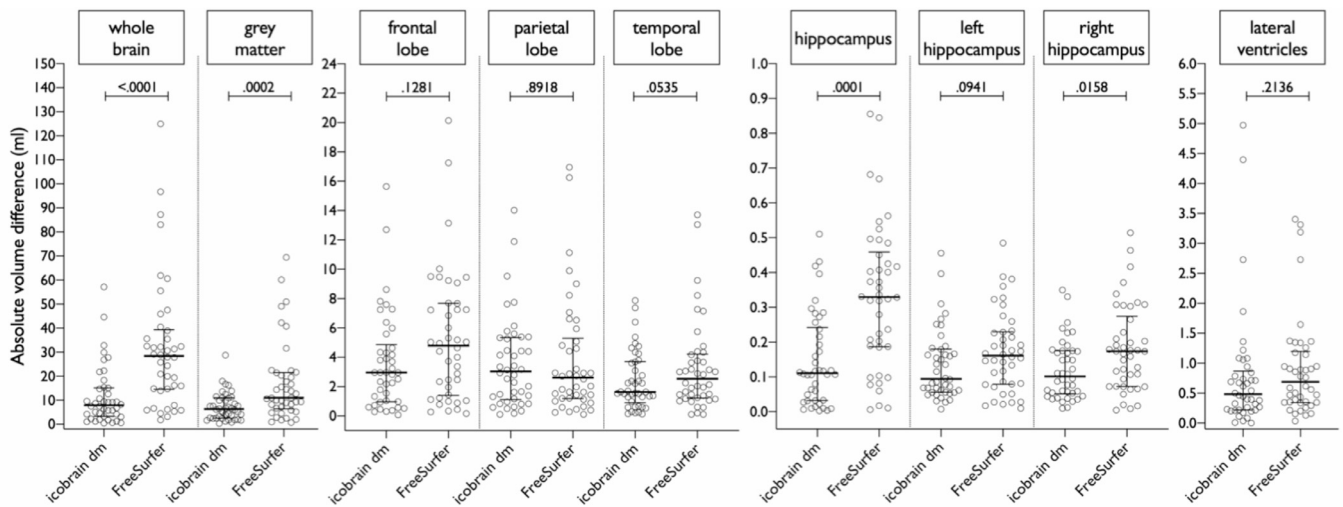 whole
brain
grey
matter
frontal
lobe
parietal
lobe
temporal
lobe
hippocampus
left
hippocampus
right
hippocampus
lateral
ventricles
Absolute volume difference (ml)
150
140
130
120
110
100
90
80
70
60
50
40
30
20
10
0
<.0001
.0002
24
22
20
18
16
14
12
10
8
6
4
2
0
.1281
.8918
.0535
1.0
0.9
0.8
0.7
0.6
0.5
0.4
0.3
0.2
0.1
0.0
.0001
.0941
.0158
6.0
5.5
5.0
4.5
4.0
3.5
3.0
2.5
2.0
1.5
1.0
0.5
0.0
.2136
icobrain dm
FreeSurfer
icobrain dm
FreeSurfer
icobrain dm
FreeSurfer
icobrain dm
FreeSurfer
icobrain dm
FreeSurfer
icobrain dm
FreeSurfer
icobrain dm
FreeSurfer
icobrain dm
FreeSurfer
icobrain dm
FreeSurfer